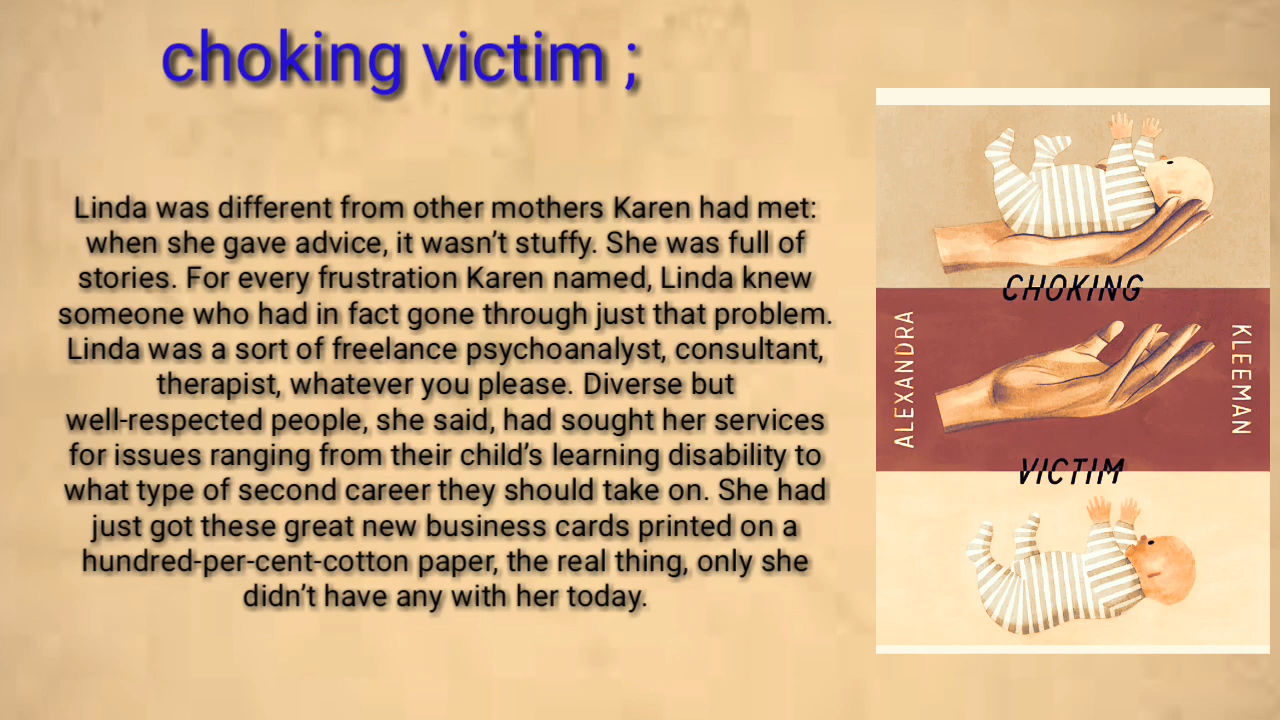 choking victim ;
Linda was different from other mothers Karen had met:
when she gave advice, it wasn’t stuffy. She was full of
stories. For every frustration Karen named, Linda knew
someone who had in fact gone through just that problem.
Linda was a sort of freelance psychoanalyst, consultant,
therapist, whatever you please. Diverse but
well-respected people, she said, had sought her services
for issues ranging from their child’s learning disability to
what type of second career they should take on. She had
just got these great new business cards printed on a
hundred-per-cent-cotton paper, the real thing, only she
didn’t have any with her today.
CHOKING
ALEXANDRA
KLEEMAN
VICTIM